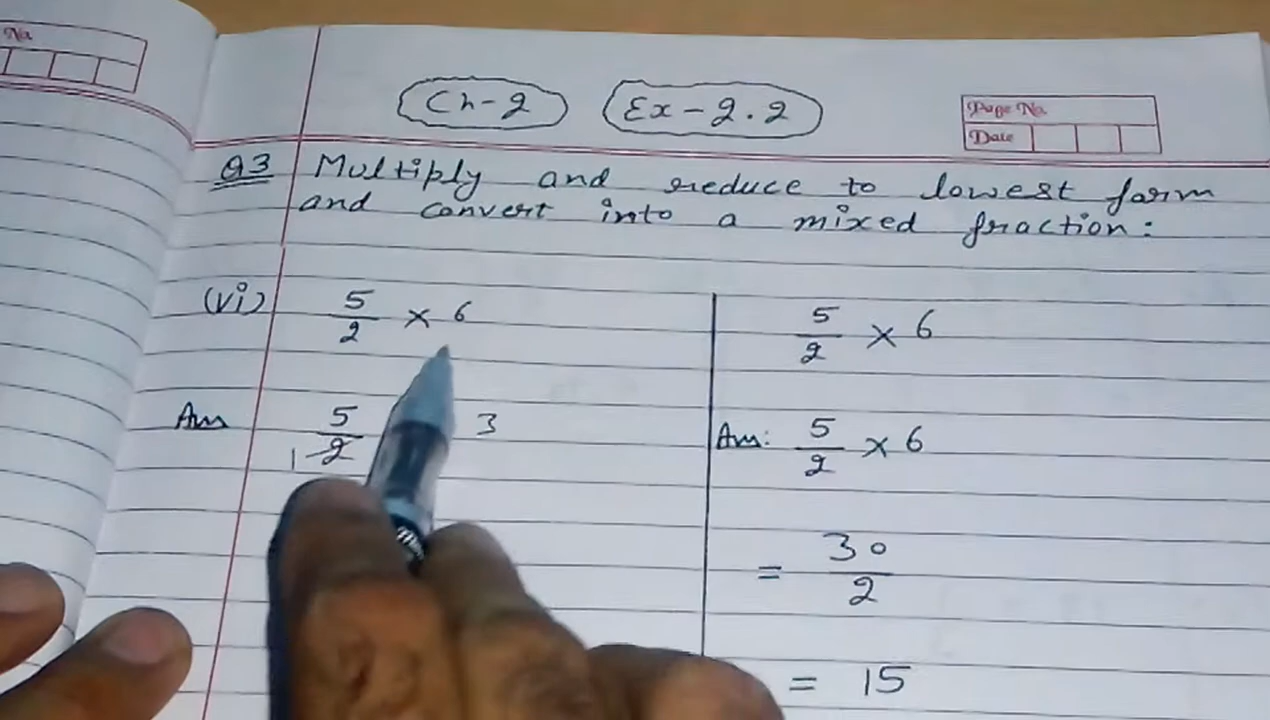 No.
Ch-2 Ex-2.2
Page No.
Date
Q3 Multiply and reduce to lowest form
and convert into a mixed fraction:
(vi) 5/2 × 6
Ans 5/2 3
1
5/2 × 6
Ans: 5/2 × 6
= 30/2
= 15